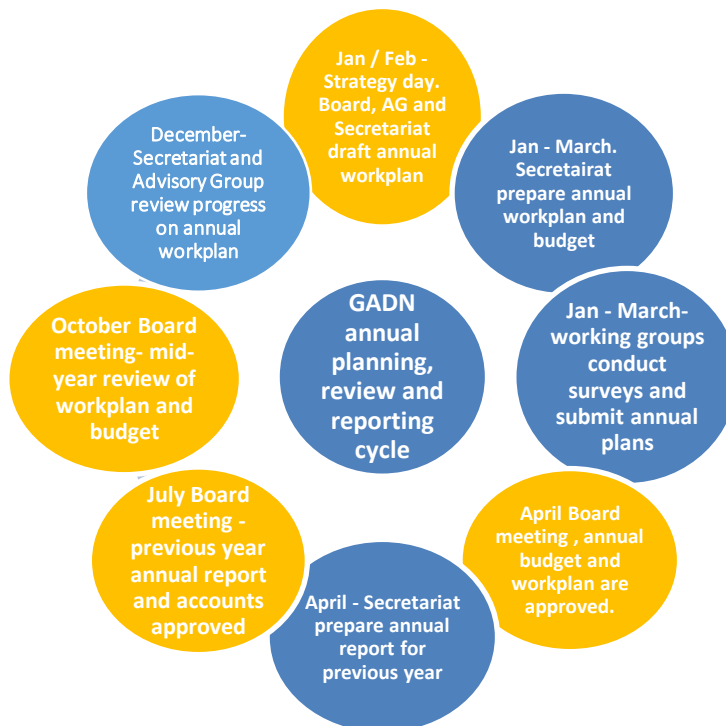 Jan / Feb -
Strategy day.
Board, AG and
Secretariat
draft annual
workplan
Jan - March.
Secretairat
prepare annual
workplan and
budget
Jan - March-
working groups
conduct
surveys and
submit annual
plans
April Board
meeting , annual
budget and
workplan are
approved.
April - Secretariat
prepare annual
report for
previous year
July Board
meeting -
previous year
annual report
and accounts
approved
October Board
meeting- mid-
year review of
workplan and
budget
December-
Secretariat and
Advisory Group
review progress
on annual
workplan
GADN
annual
planning,
review and
reporting
cycle